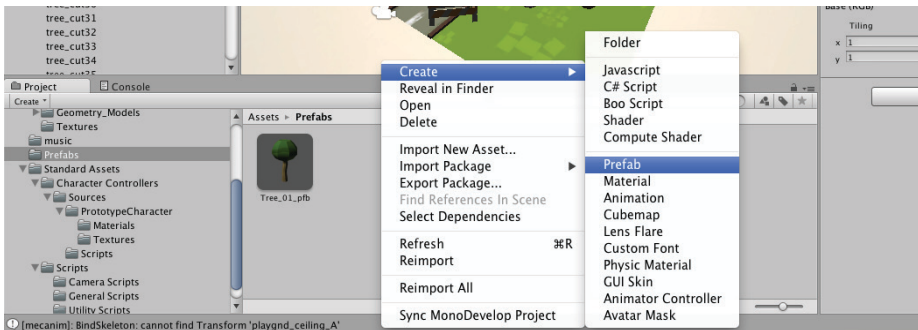 tree_cut31
tree_cut32
tree_cut33
tree_cut34
Base (RGB)
Tiling
x 1
y 1
Project
Console
Create
Geometry_Models
Textures
music
Prefabs
Standard Assets
Character Controllers
Sources
PrototypeCharacter
Materials
Textures
Scripts
Scripts
Camera Scripts
General Scripts
Utility Scripts
Assets ▸ Prefabs
Tree_01_pfb
Create
Reveal in Finder
Open
Delete
Import New Asset...
Import Package
Export Package...
Find References In Scene
Select Dependencies
Refresh ⌘R
Reimport
Reimport All
Sync MonoDevelop Project
Folder
Javascript
C# Script
Boo Script
Shader
Compute Shader
Prefab
Material
Animation
Cubemap
Lens Flare
Custom Font
Physic Material
GUI Skin
Animator Controller
Avatar Mask
[mecanim]: BindSkeleton: cannot find Transform 'playgnd_ceiling_A'